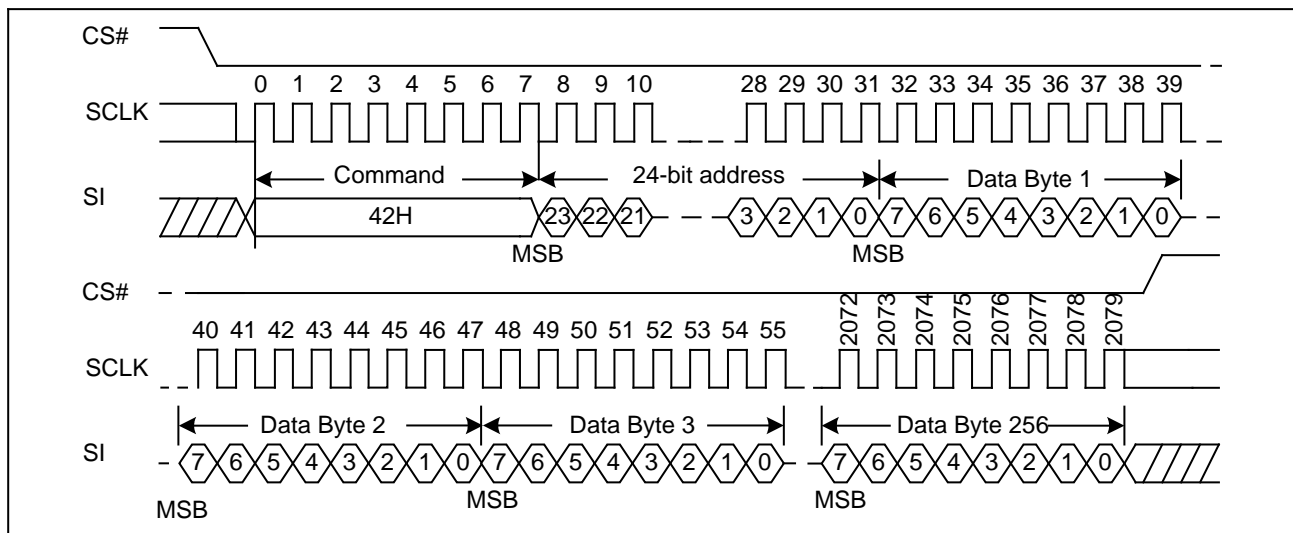 CS#
0 1 2 3 4 5 6 7 8 9 10 28 29 30 31 32 33 34 35 36 37 38 39
SCLK
Command 24-bit address Data Byte 1
SI
42H 23 22 21 3 2 1 0 7 6 5 4 3 2 1 0
MSB MSB
CS#
2072 2073 2074 2075 2076 2077 2078 2079
40 41 42 43 44 45 46 47 48 49 50 51 52 53 54 55
SCLK
Data Byte 2 Data Byte 3 Data Byte 256
SI
7 6 5 4 3 2 1 0 7 6 5 4 3 2 1 0 7 6 5 4 3 2 1 0
MSB MSB MSB